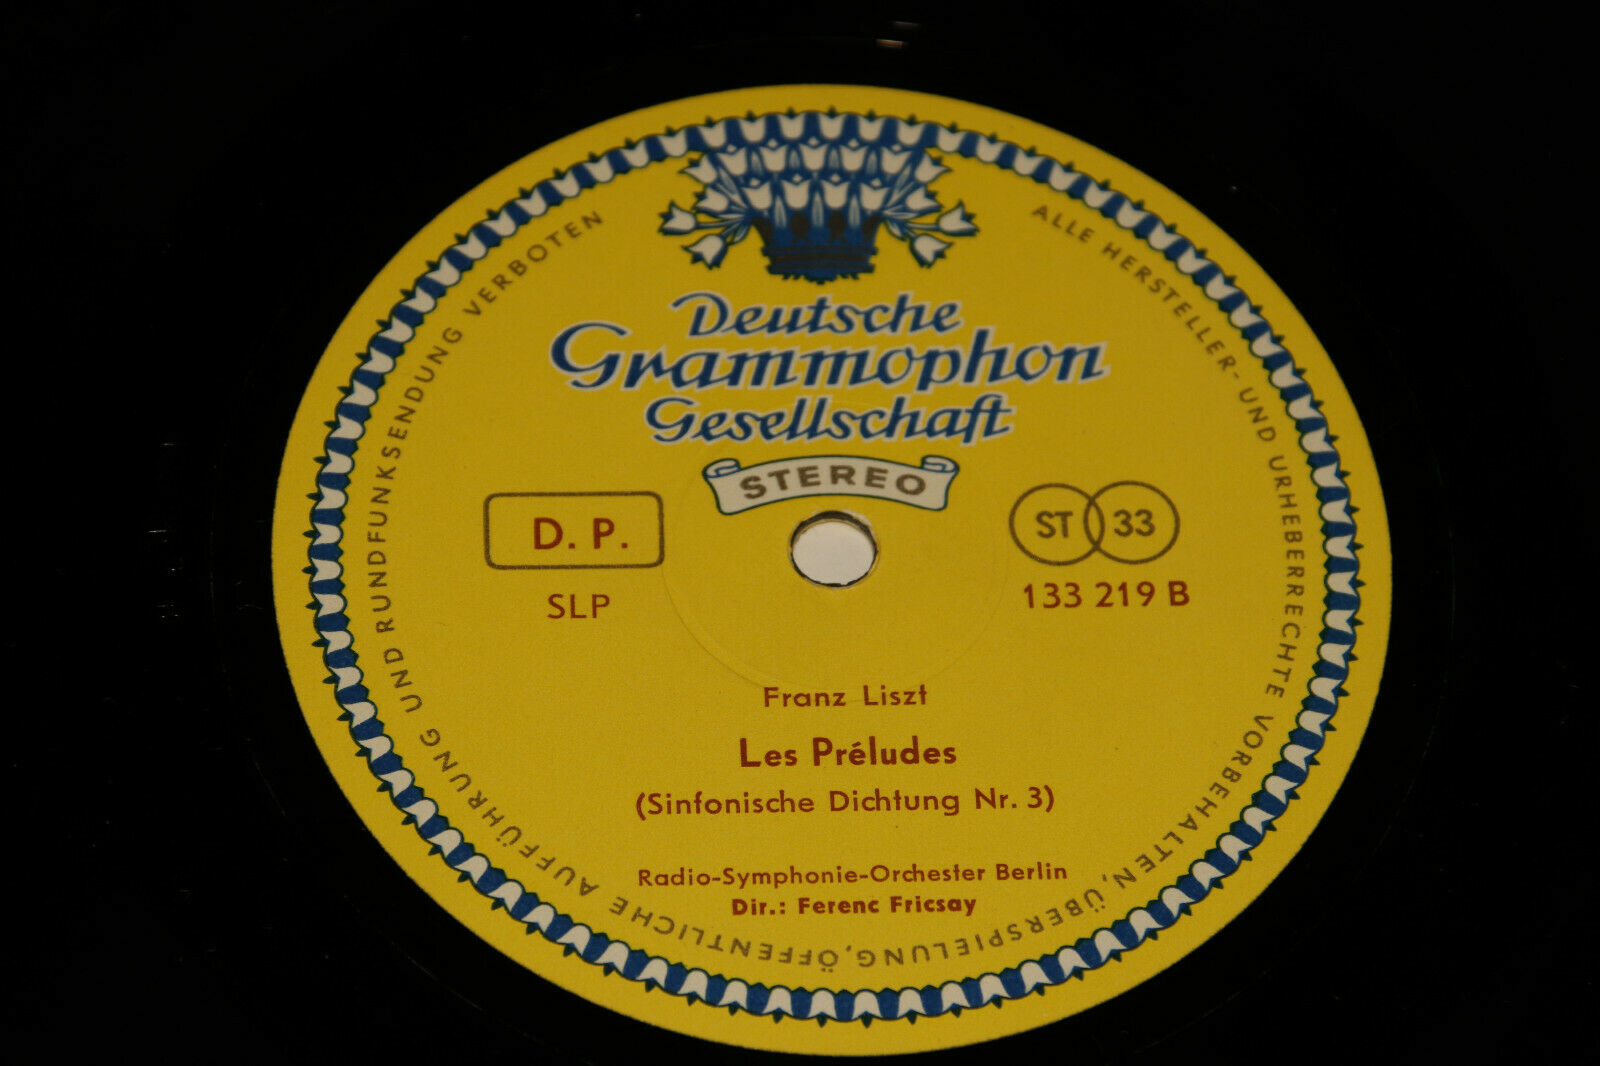 Deutsche
Grammophon
Gesellschaft
STEREO
D. P.
ST 33
SLP
133 219 B
Franz Liszt
Les Préludes
(Sinfonische Dichtung Nr. 3)
Radio-Symphonie-Orchester Berlin
Dir.: Ferenc Fricsay
ALLE HERSTELLER- UND URHEBERRECHTE VORBEHALTEN, ÜBERSPIELUNG, ÖFFENTLICHE AUFFÜHRUNG UND RUNDFUNKSENDUNG VERBOTEN